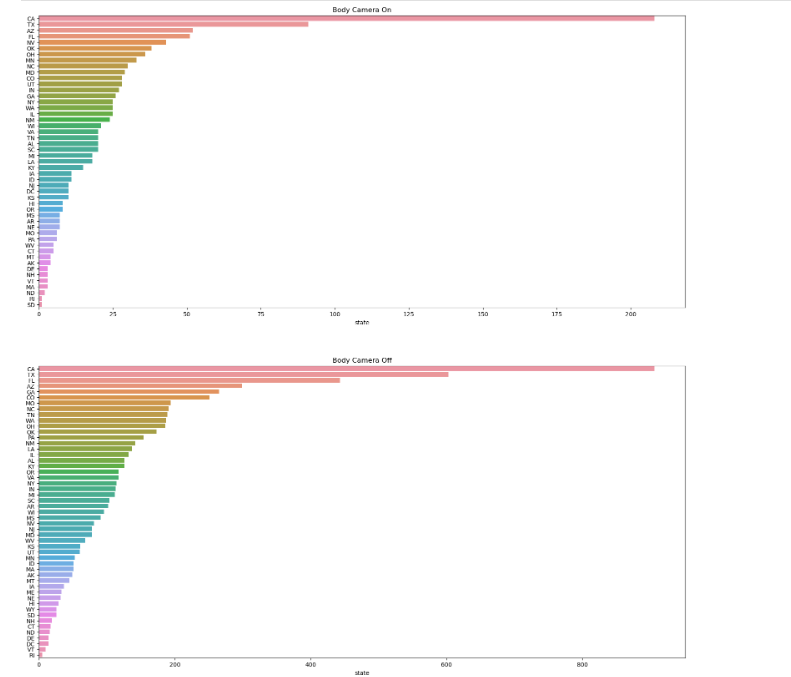 Body Camera On
CA
TX
AZ
FL
NV
OK
OH
MN
NC
MD
CO
UT
IN
GA
NY
WA
IL
NM
WI
VA
TN
AL
SC
MI
LA
KY
IA
ID
NJ
DC
KS
HI
OR
MS
AR
NE
MO
PA
WV
CT
MT
AK
DE
NH
VT
MA
ND
RI
SD
0 25 50 75 100 125 150 175 200
state
Body Camera Off
CA
TX
FL
AZ
GA
CO
MO
NC
TN
WA
OH
OK
PA
NM
LA
IL
AL
KY
OR
VA
NY
IN
MI
SC
AR
WI
MS
NV
NJ
MD
WV
KS
UT
MN
ID
MA
AK
MT
IA
ME
NE
HI
WY
SD
NH
CT
ND
DE
DC
VT
RI
0 200 400 600 800
state